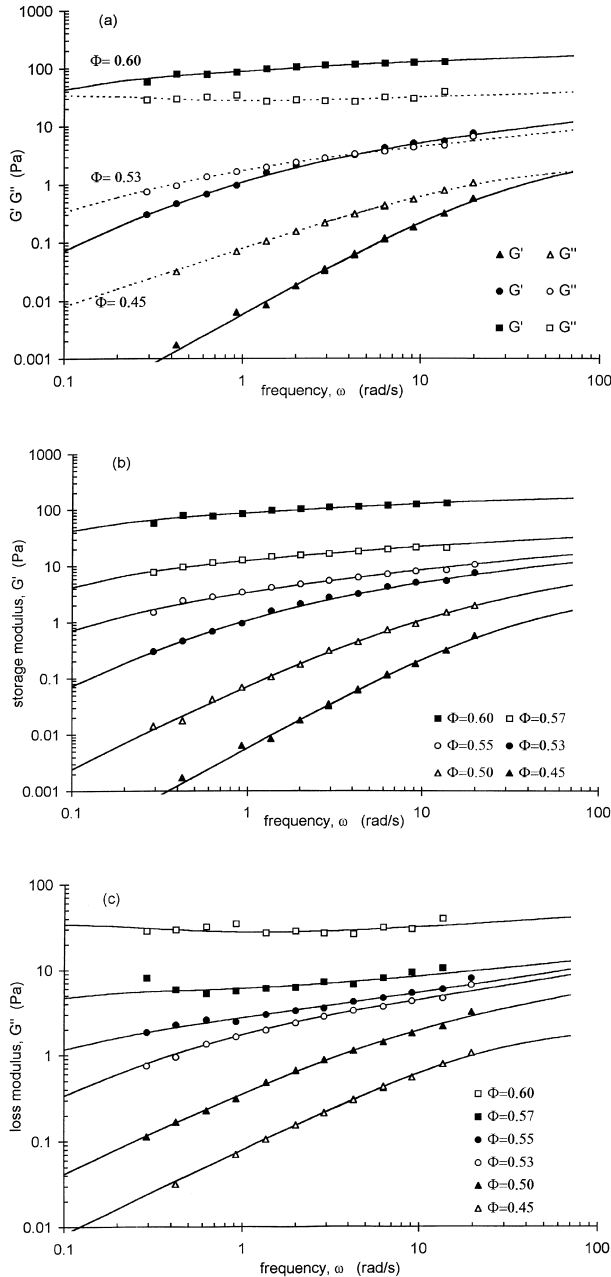 (a)
1000
100
10
1
0.1
0.01
0.001
G' G" (Pa)
Φ= 0.60
Φ= 0.53
Φ= 0.45
▲ G' △ G"
● G' ○ G"
■ G' □ G"
0.1 1 10 100
frequency, ω (rad/s)
(b)
1000
100
10
1
0.1
0.01
0.001
storage modulus, G' (Pa)
■ Φ=0.60 □ Φ=0.57
○ Φ=0.55 ● Φ=0.53
△ Φ=0.50 ▲ Φ=0.45
0.1 1 10 100
frequency, ω (rad/s)
(c)
100
10
1
0.1
0.01
loss modulus, G" (Pa)
□ Φ=0.60
■ Φ=0.57
● Φ=0.55
○ Φ=0.53
▲ Φ=0.50
△ Φ=0.45
0.1 1 10 100
frequency, ω (rad/s)